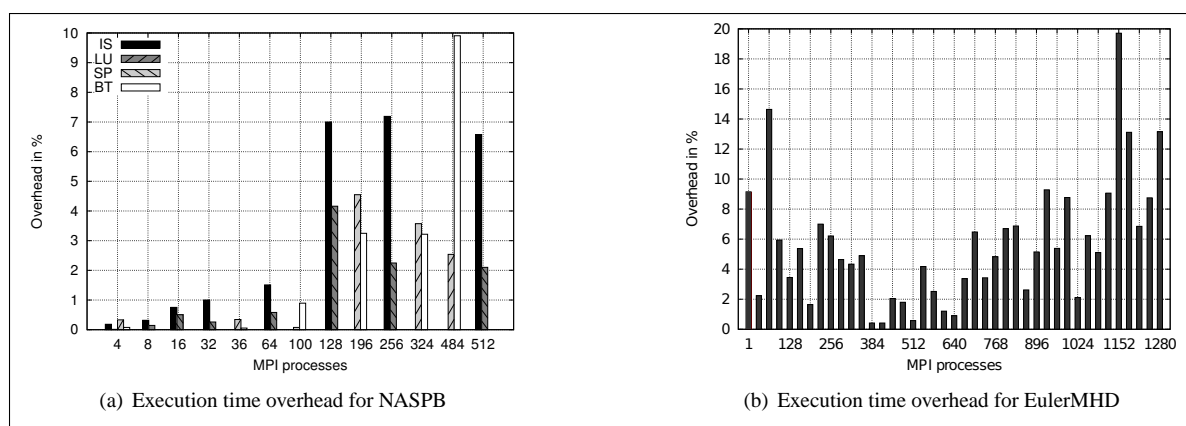 IS
LU
SP
BT
10
9
8
7
6
5
4
3
2
1
0
Overhead in %
4 8 16 32 36 64 100 128 196 256 324 484 512
MPI processes
(a) Execution time overhead for NASPB
20
18
16
14
12
10
8
6
4
2
0
Overhead in %
1 128 256 384 512 640 768 896 1024 1152 1280
MPI processes
(b) Execution time overhead for EulerMHD